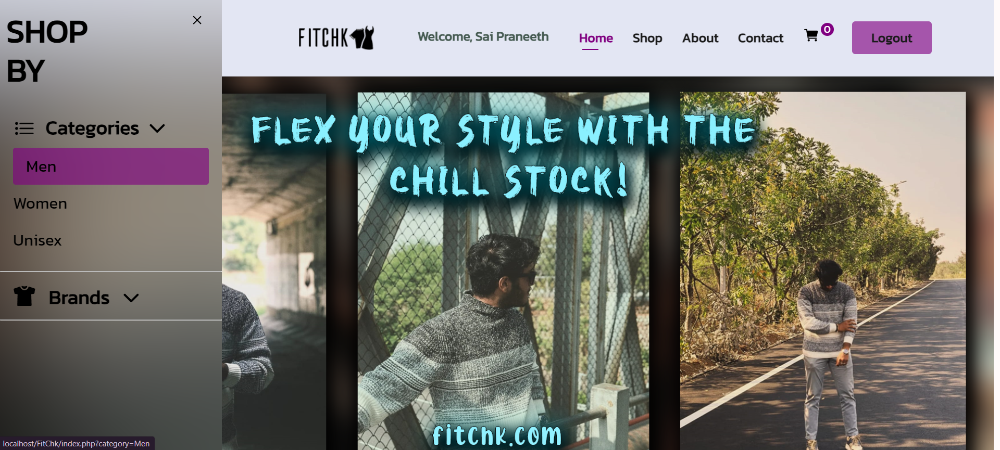 SHOP
BY
Categories
Men
Women
Unisex
Brands
FITCHK
Welcome, Sai Praneeth
Home
Shop
About
Contact
0
Logout
FLEX YOUR STYLE WITH THE
CHILL STOCK!
fitchk.com
localhost/FitChk/index.php?category=Men